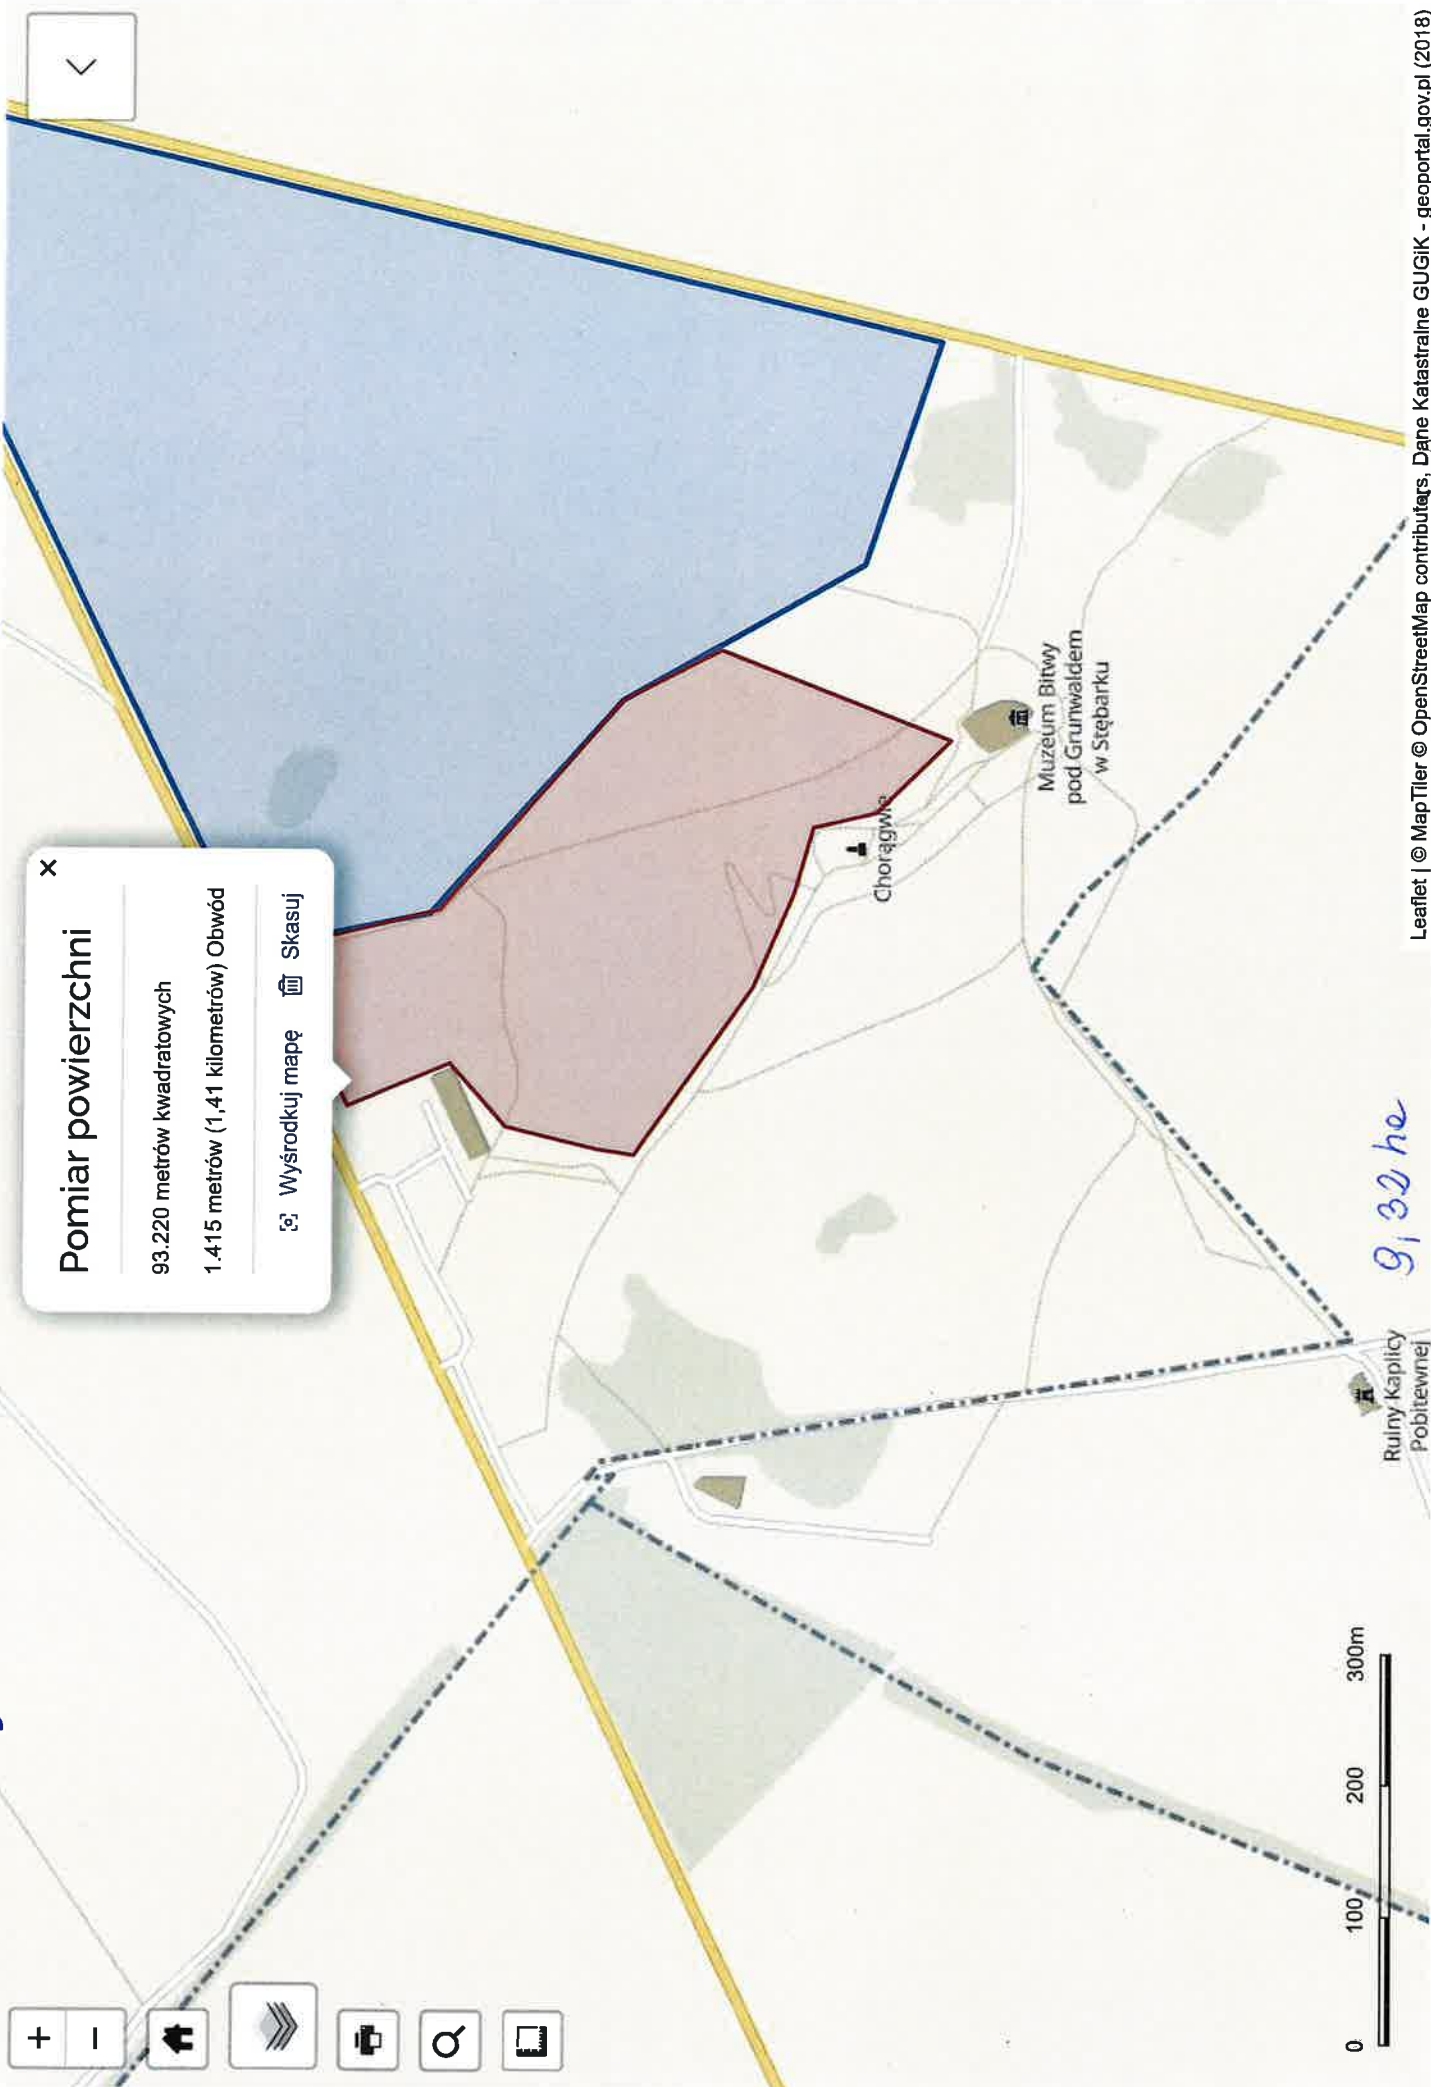 Pomiar powierzchni
×
93.220 metrów kwadratowych
1.415 metrów (1,41 kilometrów) Obwód
Wyśrodkuj mapę Skasuj
+
−
Chorągwie
Muzeum Bitwy
pod Grunwaldem
w Stębarku
Ruiny Kaplicy
Pobitewnej
9,32 ha
0 100 200 300m
Leaflet | © MapTiler © OpenStreetMap contributors, Dane Katastralne GUGiK - geoportal.gov.pl (2018)